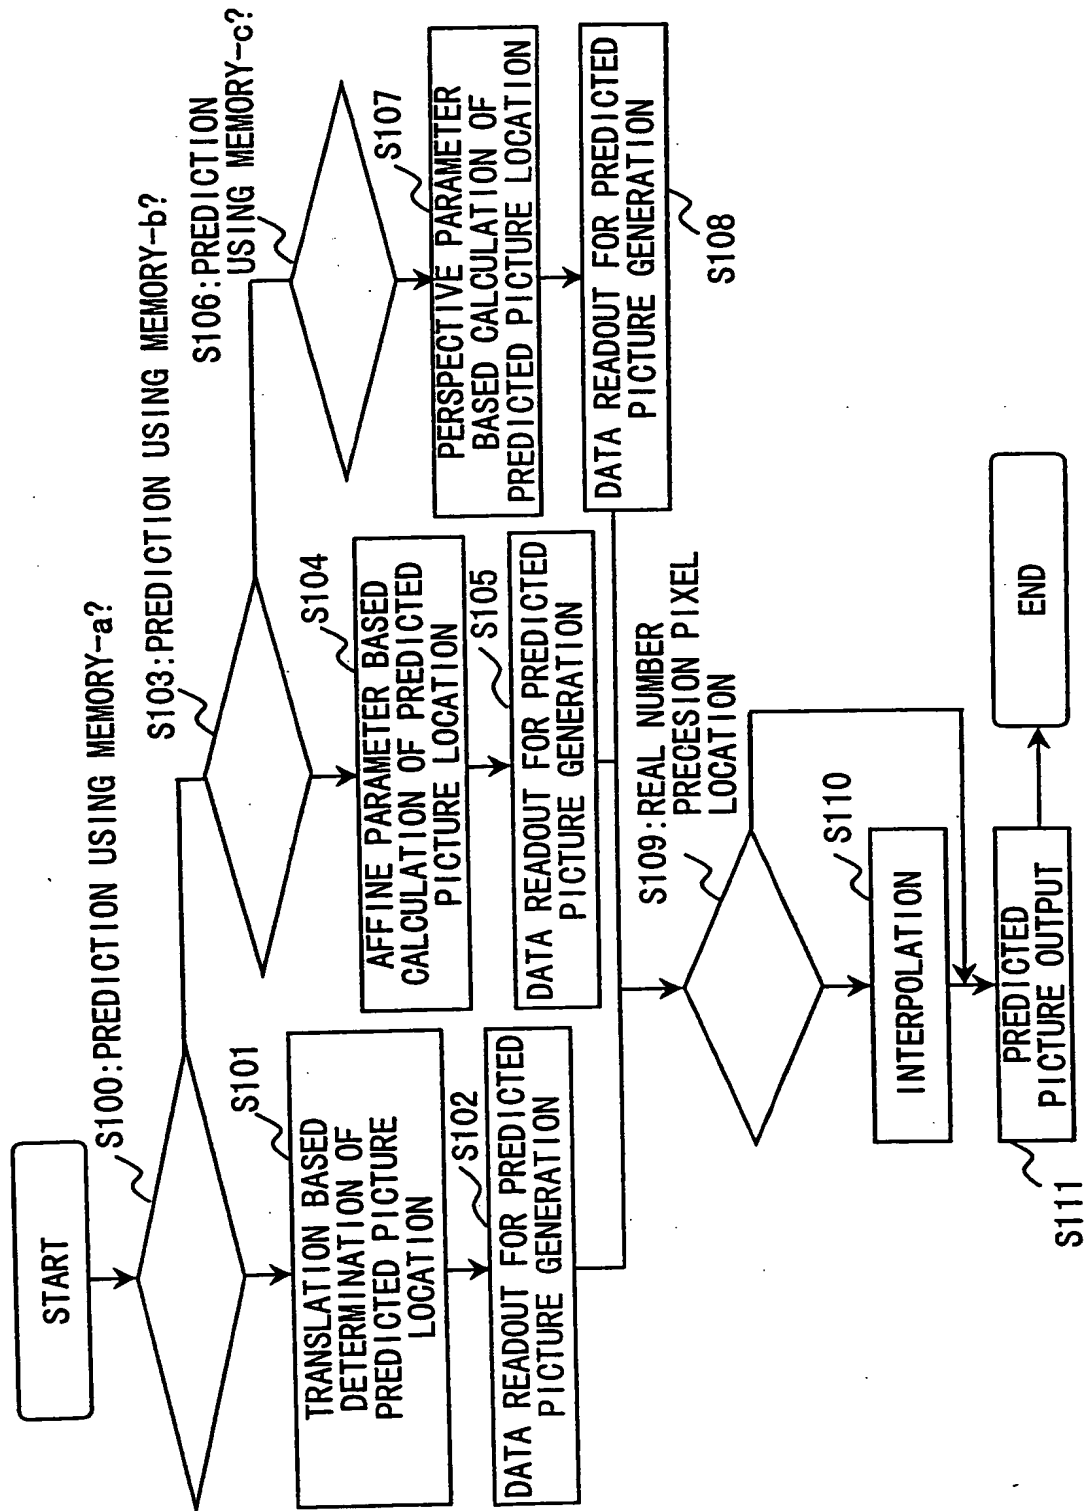 START
S100:PREDICTION USING MEMORY-a?
S101
TRANSLATION BASED
DETERMINATION OF
PREDICTED PICTURE
LOCATION
S102
DATA READOUT FOR PREDICTED
PICTURE GENERATION
S103:PREDICTION USING MEMORY-b?
S104
AFFINE PARAMETER BASED
CALCULATION OF PREDICTED
PICTURE LOCATION
S105
DATA READOUT FOR PREDICTED
PICTURE GENERATION
S106:PREDICTION
USING MEMORY-c?
S107
PERSPECTIVE PARAMETER
BASED CALCULATION OF
PREDICTED PICTURE LOCATION
DATA READOUT FOR PREDICTED
PICTURE GENERATION
S108
S109:REAL NUMBER
PRECESION PIXEL
LOCATION
S110
INTERPOLATION
PREDICTED
PICTURE OUTPUT
S111
END